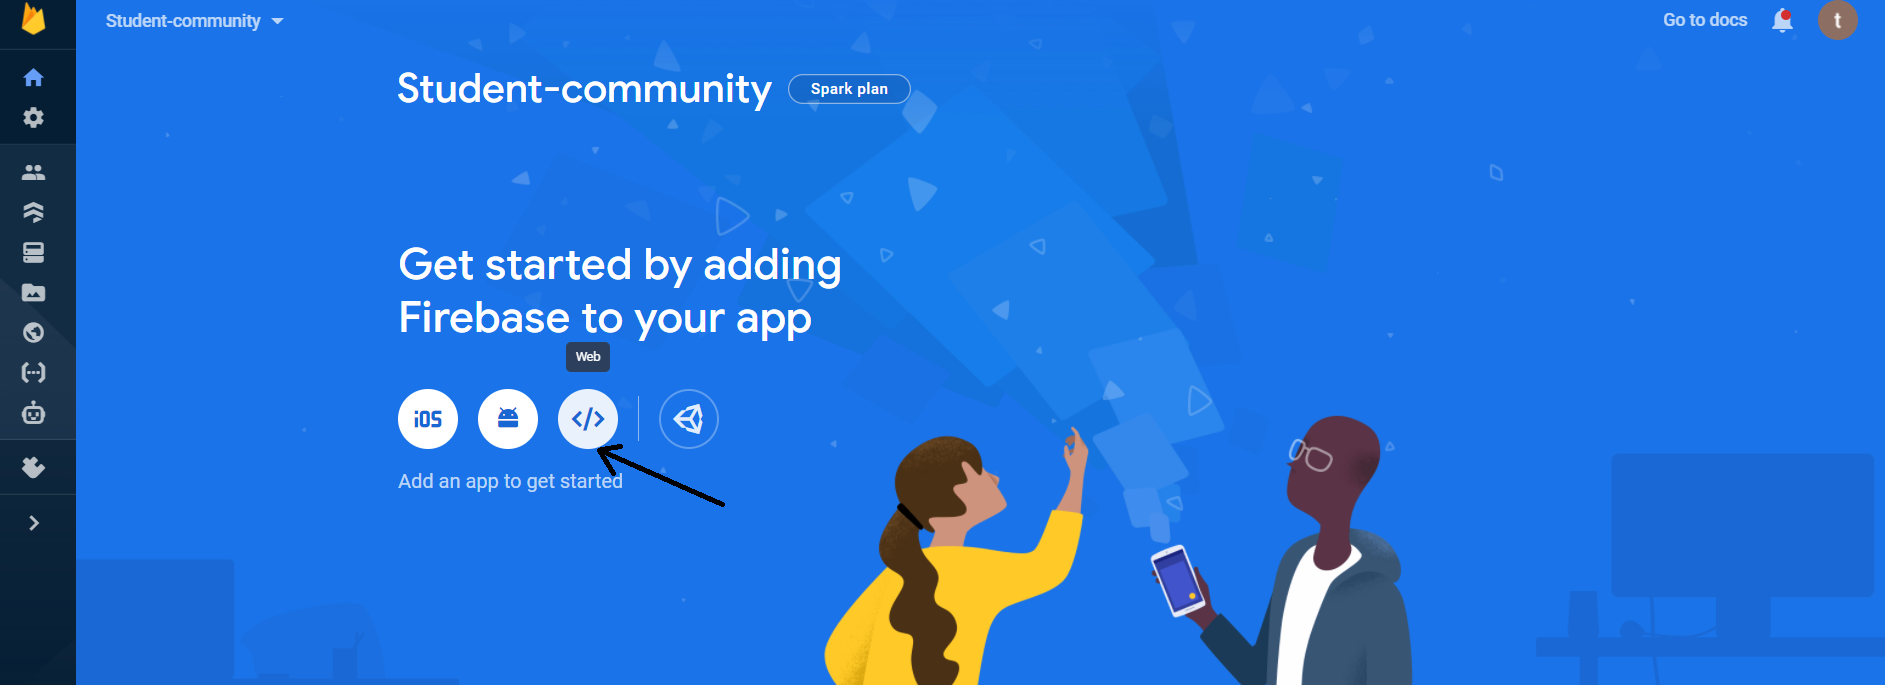 Student-community
Go to docs
t
Student-community
Spark plan
Get started by adding
Firebase to your app
Web
iOS
</>
Add an app to get started